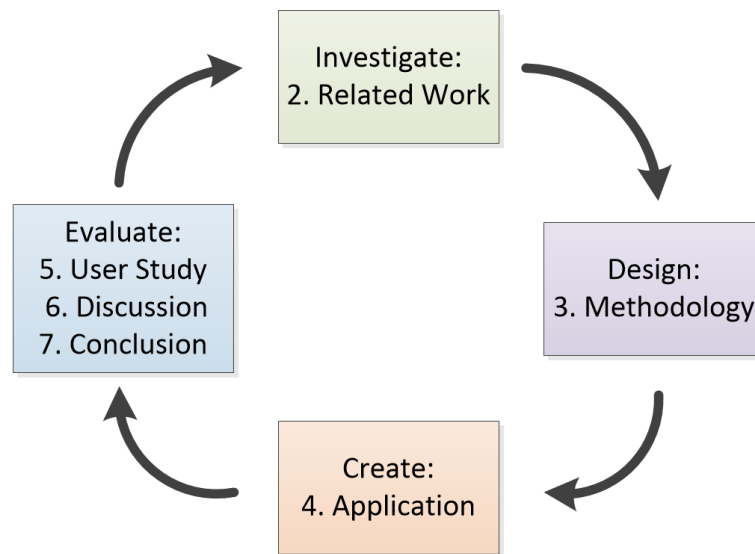 Investigate:
2. Related Work
Design:
3. Methodology
Create:
4. Application
Evaluate:
5. User Study
6. Discussion
7. Conclusion